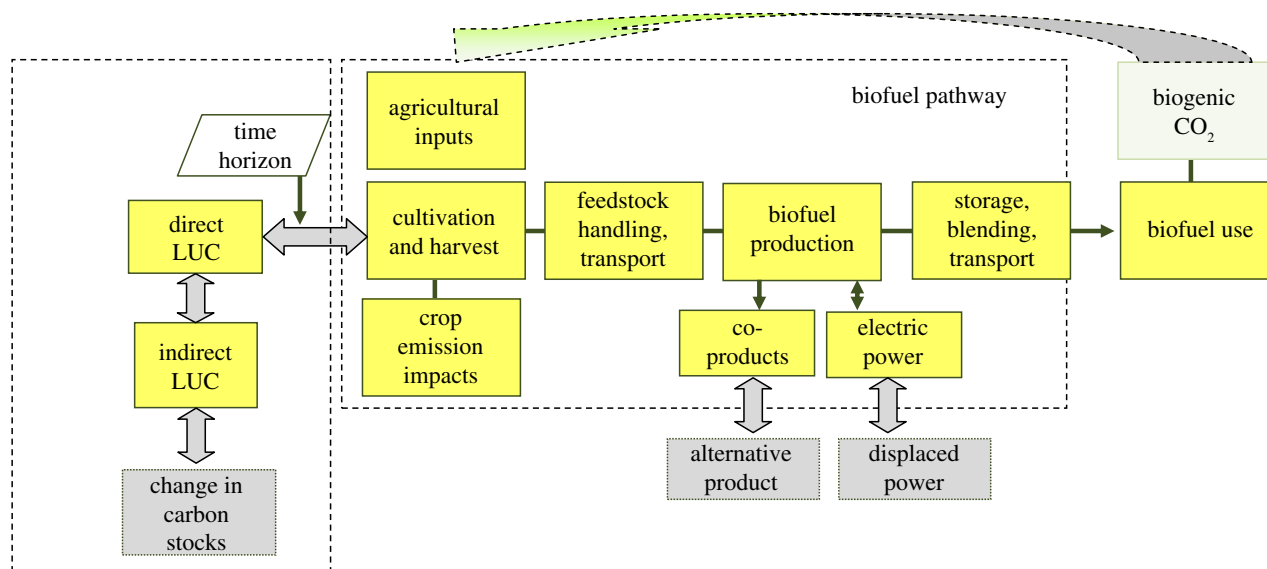 agricultural
inputs
biofuel pathway
biogenic
CO₂
time
horizon
direct
LUC
cultivation
and harvest
feedstock
handling,
transport
biofuel
production
storage,
blending,
transport
biofuel use
indirect
LUC
crop
emission
impacts
co-
products
electric
power
change in
carbon
stocks
alternative
product
displaced
power